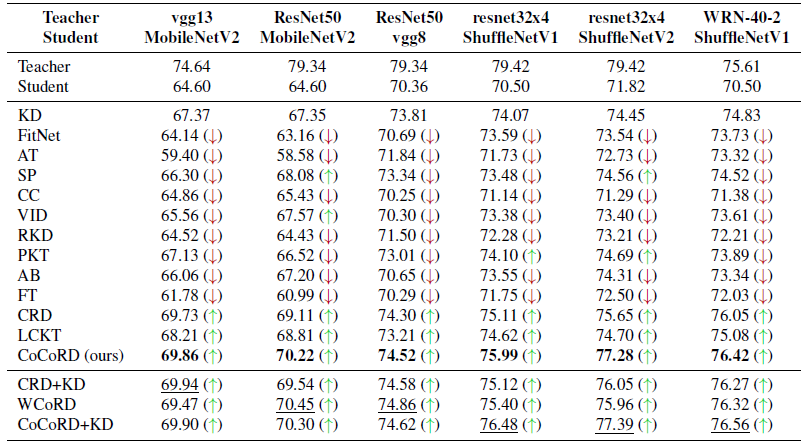 Teacher vgg13 ResNet50 ResNet50 resnet32x4 resnet32x4 WRN-40-2
Student MobileNetV2 MobileNetV2 vgg8 ShuffleNetV1 ShuffleNetV2 ShuffleNetV1
Teacher 74.64 79.34 79.34 79.42 79.42 75.61
Student 64.60 64.60 70.36 70.50 71.82 70.50
KD 67.37 67.35 73.81 74.07 74.45 74.83
FitNet 64.14 (↓) 63.16 (↓) 70.69 (↓) 73.59 (↓) 73.54 (↓) 73.73 (↓)
AT 59.40 (↓) 58.58 (↓) 71.84 (↓) 71.73 (↓) 72.73 (↓) 73.32 (↓)
SP 66.30 (↓) 68.08 (↑) 73.34 (↓) 73.48 (↓) 74.56 (↑) 74.52 (↓)
CC 64.86 (↓) 65.43 (↓) 70.25 (↓) 71.14 (↓) 71.29 (↓) 71.38 (↓)
VID 65.56 (↓) 67.57 (↑) 70.30 (↓) 73.38 (↓) 73.40 (↓) 73.61 (↓)
RKD 64.52 (↓) 64.43 (↓) 71.50 (↓) 72.28 (↓) 73.21 (↓) 72.21 (↓)
PKT 67.13 (↓) 66.52 (↓) 73.01 (↓) 74.10 (↑) 74.69 (↑) 73.89 (↓)
AB 66.06 (↓) 67.20 (↓) 70.65 (↓) 73.55 (↓) 74.31 (↓) 73.34 (↓)
FT 61.78 (↓) 60.99 (↓) 70.29 (↓) 71.75 (↓) 72.50 (↓) 72.03 (↓)
CRD 69.73 (↑) 69.11 (↑) 74.30 (↑) 75.11 (↑) 75.65 (↑) 76.05 (↑)
LCKT 68.21 (↑) 68.81 (↑) 73.21 (↑) 74.62 (↑) 74.70 (↑) 75.08 (↑)
CoCoRD (ours) 69.86 (↑) 70.22 (↑) 74.52 (↑) 75.99 (↑) 77.28 (↑) 76.42 (↑)
CRD+KD 69.94 (↑) 69.54 (↑) 74.58 (↑) 75.12 (↑) 76.05 (↑) 76.27 (↑)
WCoRD 69.47 (↑) 70.45 (↑) 74.86 (↑) 75.40 (↑) 75.96 (↑) 76.32 (↑)
CoCoRD+KD 69.90 (↑) 70.30 (↑) 74.62 (↑) 76.48 (↑) 77.39 (↑) 76.56 (↑)